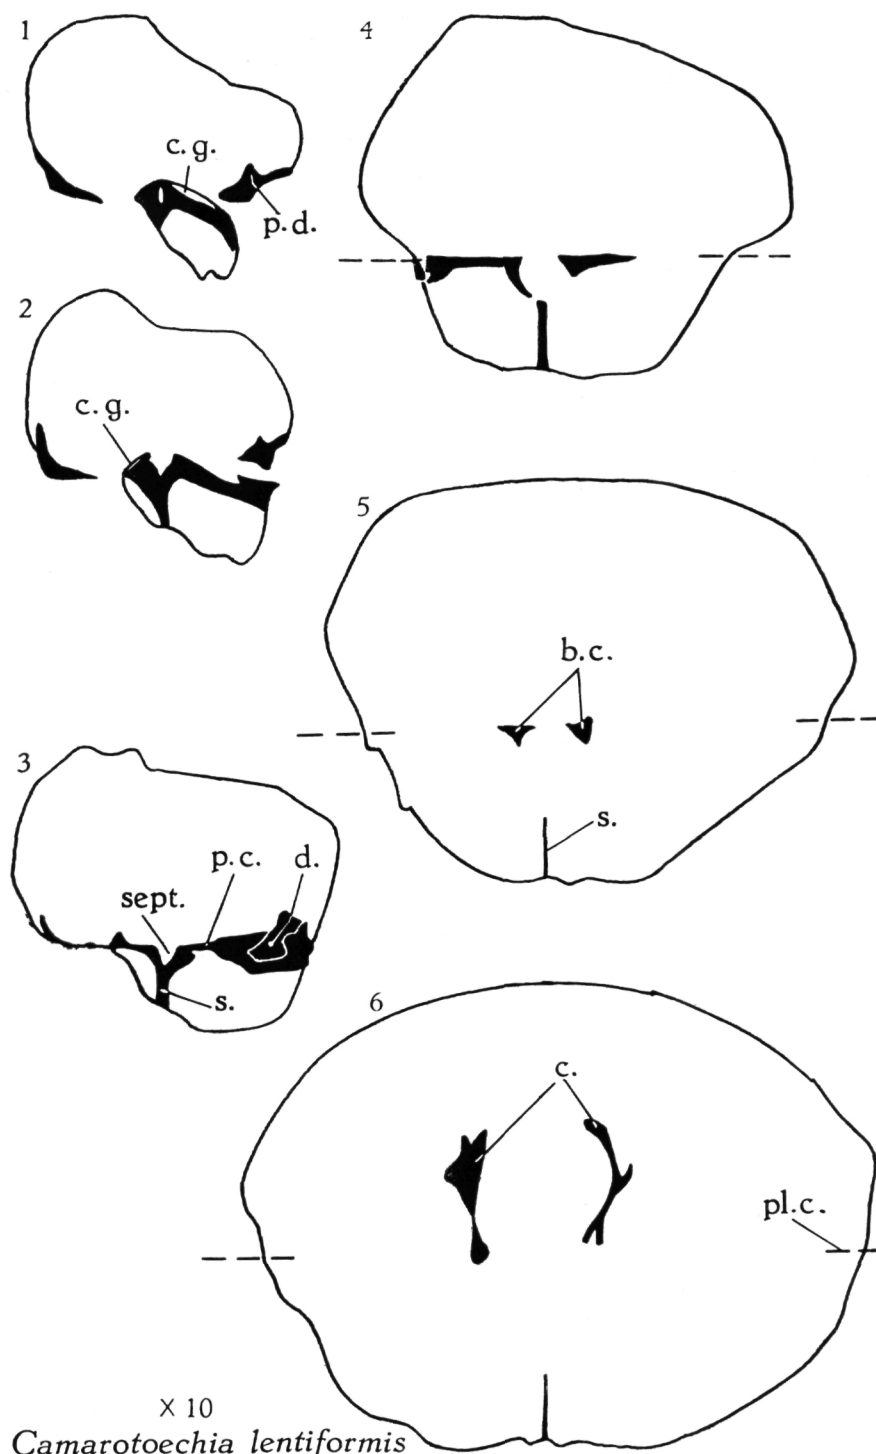 1
c.g.
p.d.
4
2
c.g.
5
b.c.
s.
3
p.c.
d.
sept.
s.
6
c.
pl.c.
X 10
Camarotoechia lentiformis